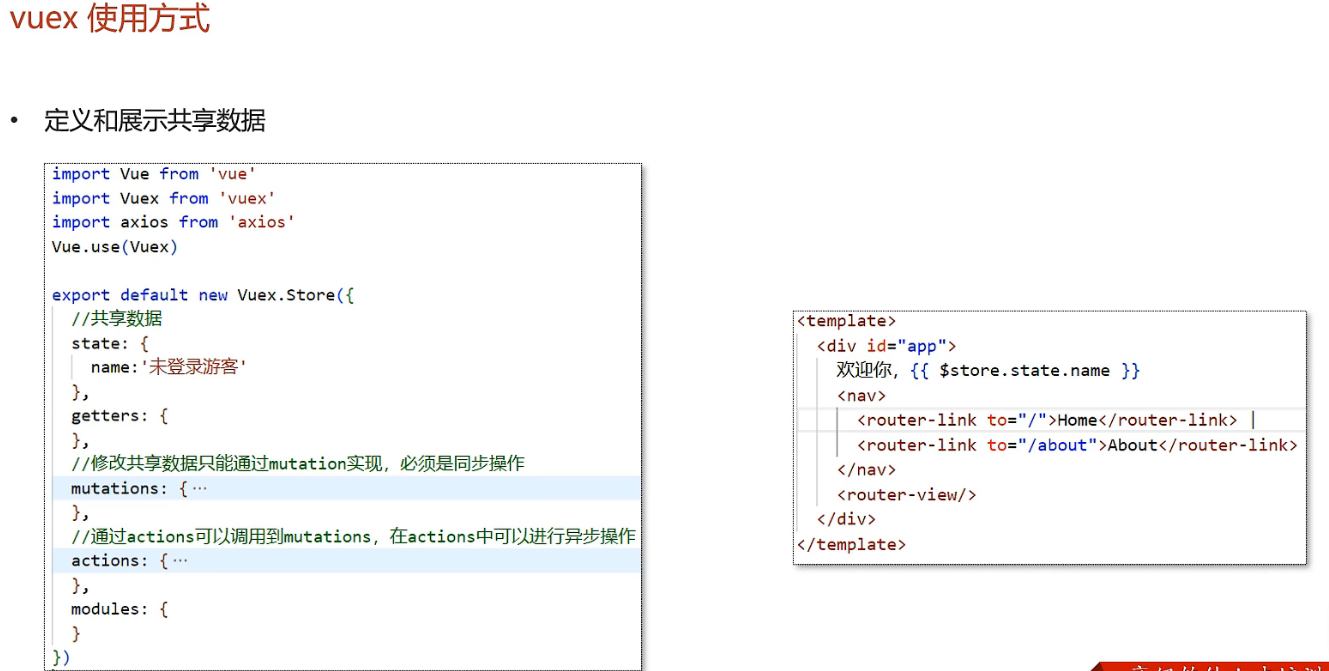 vuex 使用方式
• 定义和展示共享数据
import Vue from 'vue'
import Vuex from 'vuex'
import axios from 'axios'
Vue.use(Vuex)
export default new Vuex.Store({
//共享数据
state: {
name:'未登录游客'
},
getters: {
},
//修改共享数据只能通过mutation实现，必须是同步操作
mutations: {···
},
//通过actions可以调用到mutations，在actions中可以进行异步操作
actions: {···
},
modules: {
}
})
<template>
<div id="app">
欢迎你，{{ $store.state.name }}
<nav>
<router-link to="/">Home</router-link> |
<router-link to="/about">About</router-link>
</nav>
<router-view/>
</div>
</template>